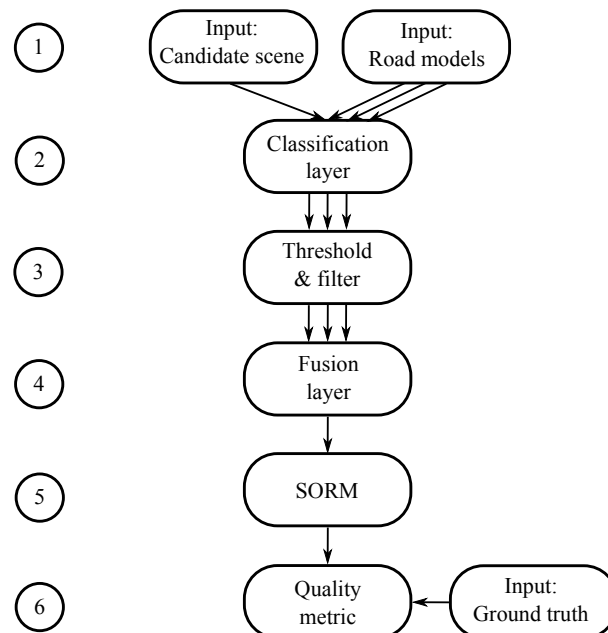 1
Input:
Candidate scene
Input:
Road models
2
Classification
layer
3
Threshold
& filter
4
Fusion
layer
5
SORM
6
Quality
metric
Input:
Ground truth